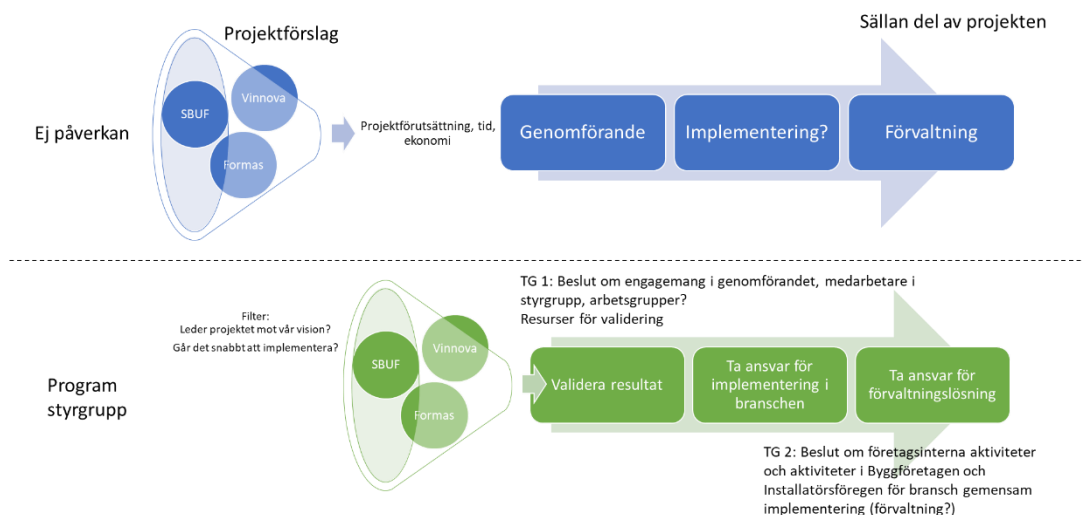 Sällan del av projekten
Projektförslag
Vinnova
SBUF
Formas
Ej påverkan
Projektförutsättning, tid,
ekonomi
Genomförande
Implementering?
Förvaltning
TG 1: Beslut om engagemang i genomförandet, medarbetare i
styrgrupp, arbetsgrupper?
Resurser för validering
Filter:
Leder projektet mot vår vision?
Går det snabbt att implementera?
Vinnova
SBUF
Formas
Program
styrgrupp
Validera resultat
Ta ansvar för
implementering i
branschen
Ta ansvar för
förvaltningslösning
TG 2: Beslut om företagsinterna aktiviteter
och aktiviteter i Byggföretagen och
Installatörsföregen för bransch gemensam
implementering (förvaltning?)